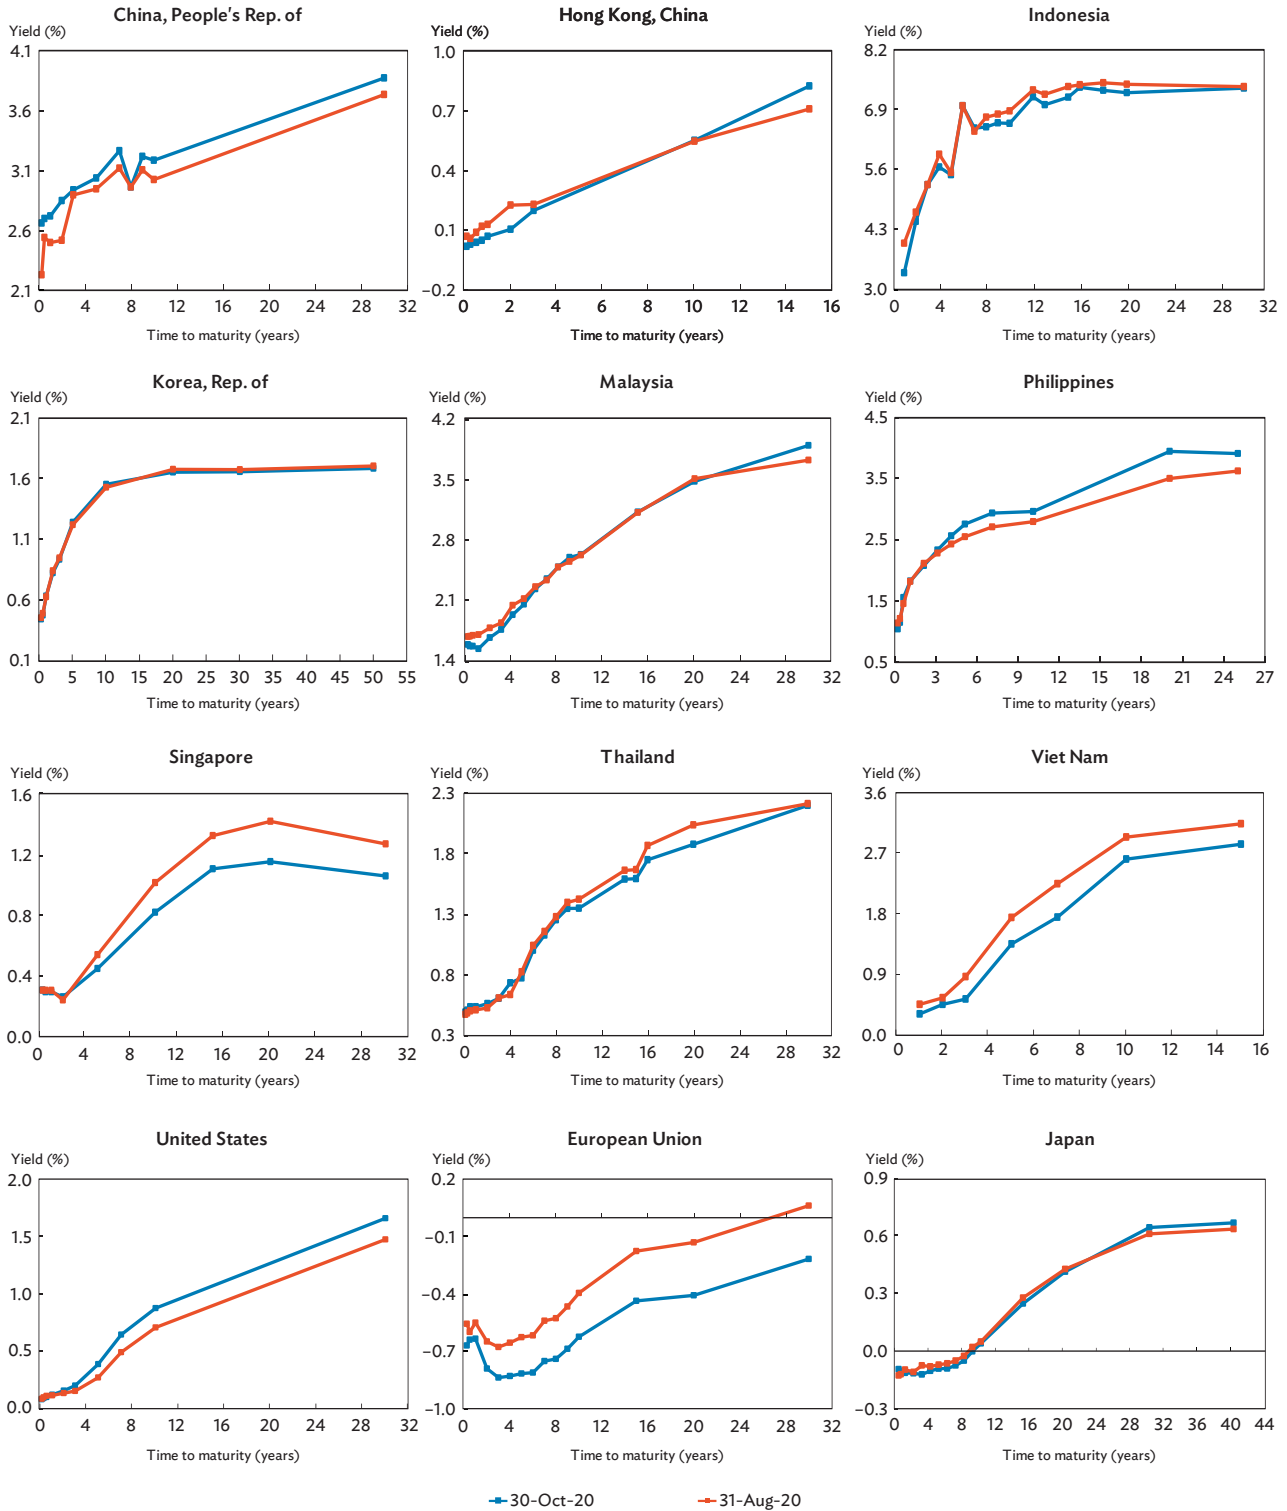 China, People's Rep. of
Yield (%)
4.1
3.6
3.1
2.6
2.1
0 4 8 12 16 20 24 28 32
Time to maturity (years)
Hong Kong, China
Yield (%)
1.0
0.7
0.4
0.1
–0.2
0 2 4 6 8 10 12 14 16
Time to maturity (years)
Indonesia
Yield (%)
8.2
6.9
5.6
4.3
3.0
0 4 8 12 16 20 24 28 32
Time to maturity (years)
Korea, Rep. of
Yield (%)
2.1
1.6
1.1
0.6
0.1
0 5 10 15 20 25 30 35 40 45 50 55
Time to maturity (years)
Malaysia
Yield (%)
4.2
3.5
2.8
2.1
1.4
0 4 8 12 16 20 24 28 32
Time to maturity (years)
Philippines
Yield (%)
4.5
3.5
2.5
1.5
0.5
0 3 6 9 12 15 18 21 24 27
Time to maturity (years)
Singapore
Yield (%)
1.6
1.2
0.8
0.4
0.0
0 4 8 12 16 20 24 28 32
Time to maturity (years)
Thailand
Yield (%)
2.3
1.8
1.3
0.8
0.3
0 4 8 12 16 20 24 28 32
Time to maturity (years)
Viet Nam
Yield (%)
3.6
2.7
1.8
0.9
0.0
0 2 4 6 8 10 12 14 16
Time to maturity (years)
United States
Yield (%)
2.0
1.5
1.0
0.5
0.0
0 4 8 12 16 20 24 28 32
Time to maturity (years)
European Union
Yield (%)
0.2
–0.1
–0.4
–0.7
–1.0
0 4 8 12 16 20 24 28 32
Time to maturity (years)
Japan
Yield (%)
0.9
0.6
0.3
0.0
–0.3
0 4 8 12 16 20 24 28 32 36 40 44
Time to maturity (years)
30-Oct-20 31-Aug-20